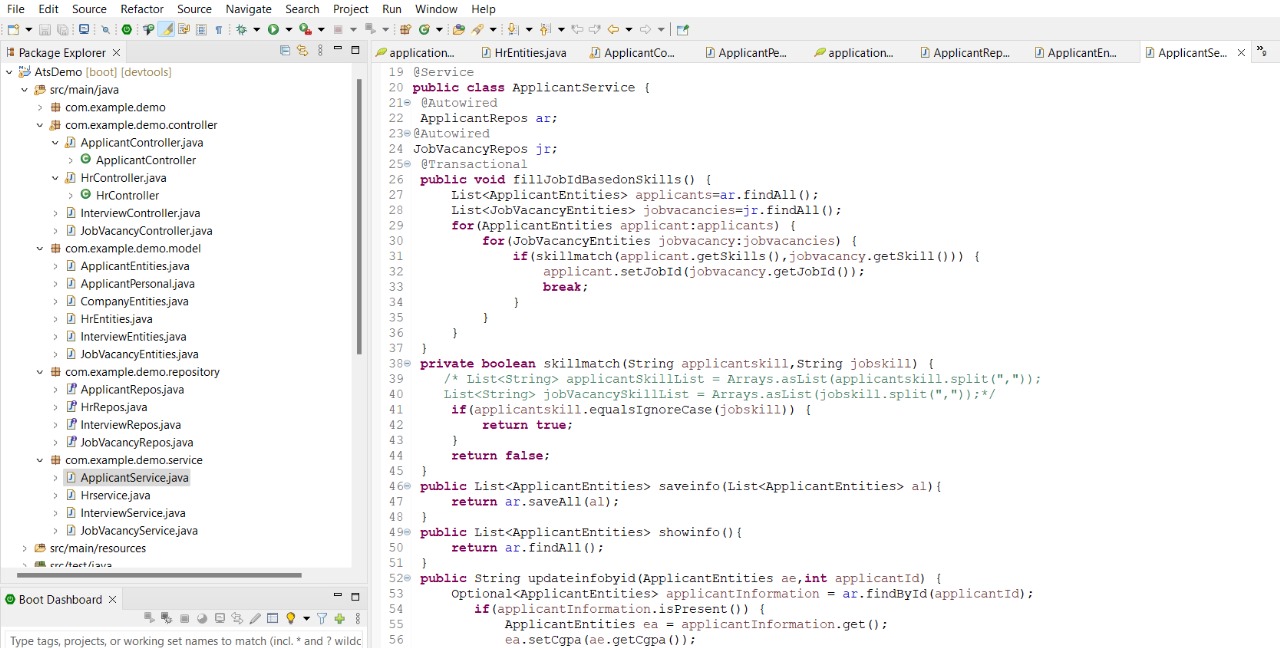 File Edit Source Refactor Source Navigate Search Project Run Window Help
Package Explorer
AtsDemo [boot] [devtools]
src/main/java
com.example.demo
com.example.demo.controller
ApplicantController.java
ApplicantController
HrController.java
HrController
InterviewController.java
JobVacancyController.java
com.example.demo.model
ApplicantEntities.java
ApplicantPersonal.java
CompanyEntities.java
HrEntities.java
InterviewEntities.java
JobVacancyEntities.java
com.example.demo.repository
ApplicantRepos.java
HrRepos.java
InterviewRepos.java
JobVacancyRepos.java
com.example.demo.service
ApplicantService.java
Hrservice.java
InterviewService.java
JobVacancyService.java
src/main/resources
src/test/java
Boot Dashboard
Type tags, projects, or working set names to match (incl. * and ? wildc
application... HrEntities.java ApplicantCo... ApplicantPe... application... ApplicantRep... ApplicantEn... ApplicantSe... »9
19 @Service
20 public class ApplicantService {
21 @Autowired
22 ApplicantRepos ar;
23 @Autowired
24 JobVacancyRepos jr;
25 @Transactional
26 public void fillJobIdBasedonSkills() {
27 List<ApplicantEntities> applicants=ar.findAll();
28 List<JobVacancyEntities> jobvacancies=jr.findAll();
29 for(ApplicantEntities applicant:applicants) {
30 for(JobVacancyEntities jobvacancy:jobvacancies) {
31 if(skillmatch(applicant.getSkills(),jobvacancy.getSkill())) {
32 applicant.setJobId(jobvacancy.getJobId());
33 break;
34 }
35 }
36 }
37 }
38 private boolean skillmatch(String applicantskill,String jobskill) {
39 /* List<String> applicantSkillList = Arrays.asList(applicantskill.split(","));
40 List<String> jobVacancySkillList = Arrays.asList(jobskill.split(","));*/
41 if(applicantskill.equalsIgnoreCase(jobskill)) {
42 return true;
43 }
44 return false;
45 }
46 public List<ApplicantEntities> saveinfo(List<ApplicantEntities> al){
47 return ar.saveAll(al);
48 }
49 public List<ApplicantEntities> showinfo(){
50 return ar.findAll();
51 }
52 public String updateinfobyid(ApplicantEntities ae,int applicantId) {
53 Optional<ApplicantEntities> applicantInformation = ar.findById(applicantId);
54 if(applicantInformation.isPresent()) {
55 ApplicantEntities ea = applicantInformation.get();
56 ea.setCgpa(ae.getCgpa());